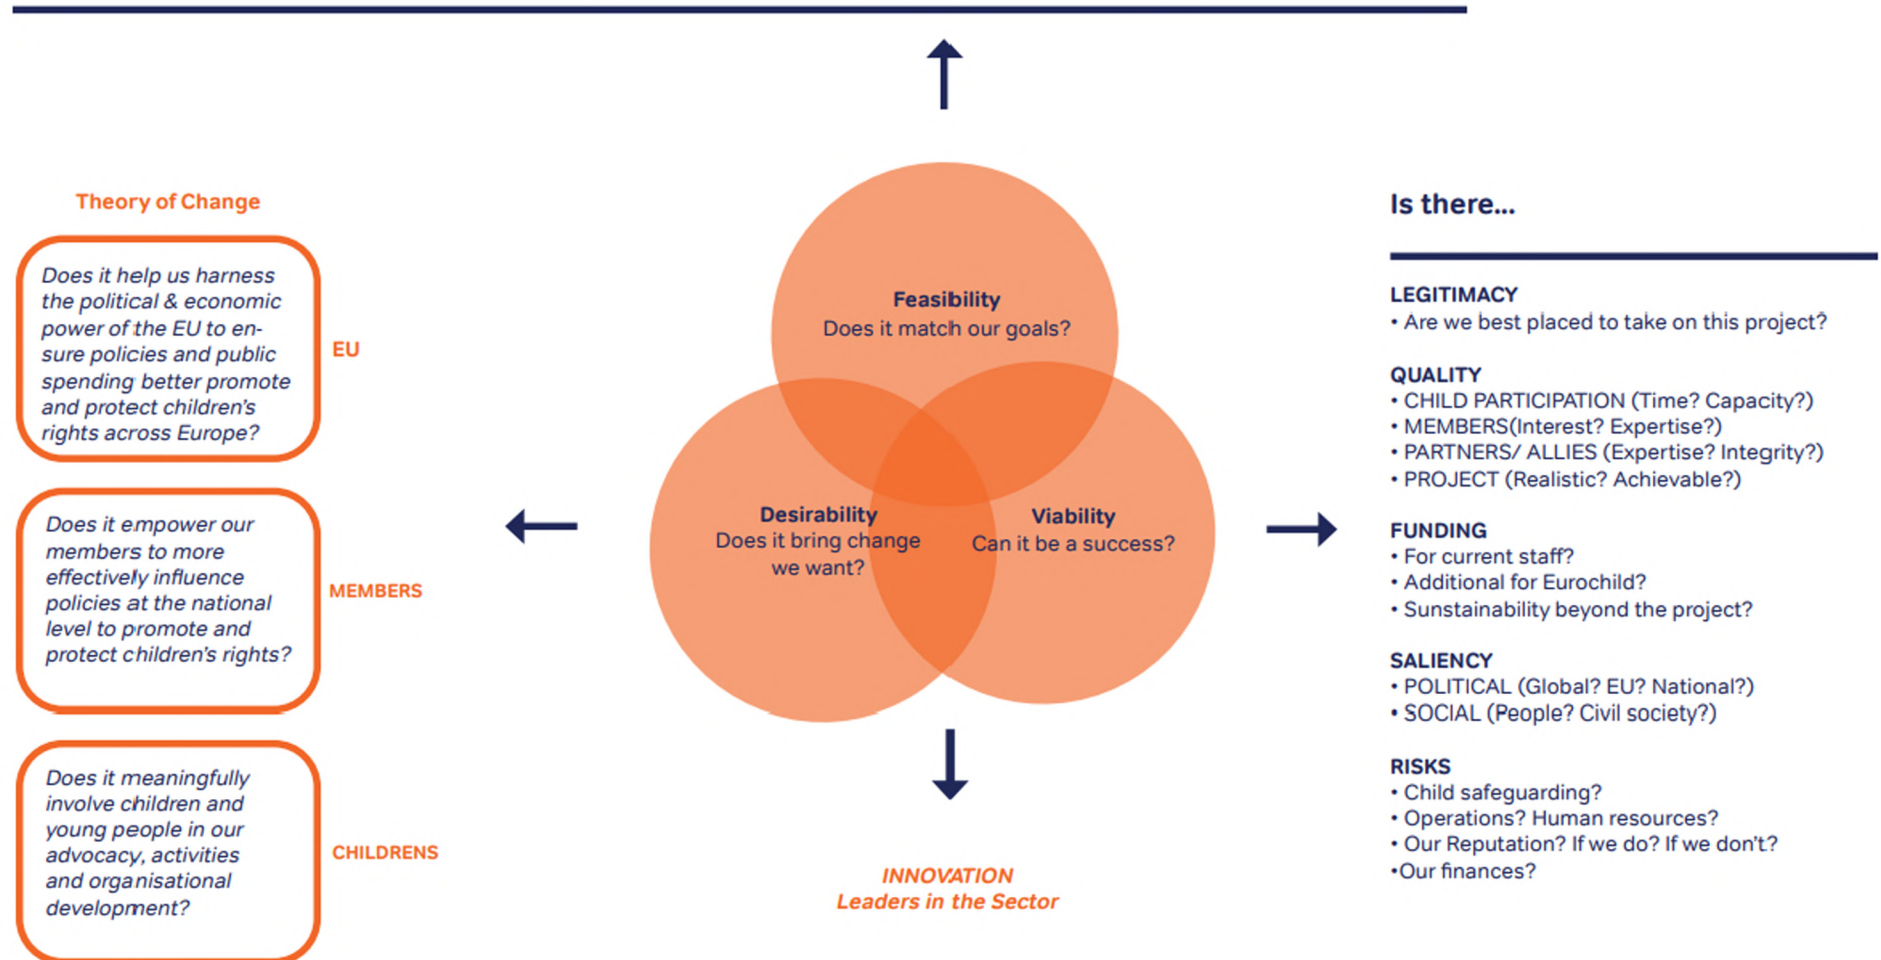 Theory of Change
Does it help us harness
the political & economic
power of the EU to en-
sure policies and public
spending better promote
and protect children's
rights across Europe?
EU
Does it empower our
members to more
effectively influence
policies at the national
level to promote and
protect children's rights?
MEMBERS
Does it meaningfully
involve children and
young people in our
advocacy, activities
and organisational
development?
CHILDRENS
Feasibility
Does it match our goals?
Desirability
Does it bring change
we want?
Viability
Can it be a success?
INNOVATION
Leaders in the Sector
Is there...
LEGITIMACY
• Are we best placed to take on this project?
QUALITY
• CHILD PARTICIPATION (Time? Capacity?)
• MEMBERS(Interest? Expertise?)
• PARTNERS/ ALLIES (Expertise? Integrity?)
• PROJECT (Realistic? Achievable?)
FUNDING
• For current staff?
• Additional for Eurochild?
• Sunstainability beyond the project?
SALIENCY
• POLITICAL (Global? EU? National?)
• SOCIAL (People? Civil society?)
RISKS
• Child safeguarding?
• Operations? Human resources?
• Our Reputation? If we do? If we don't?
•Our finances?